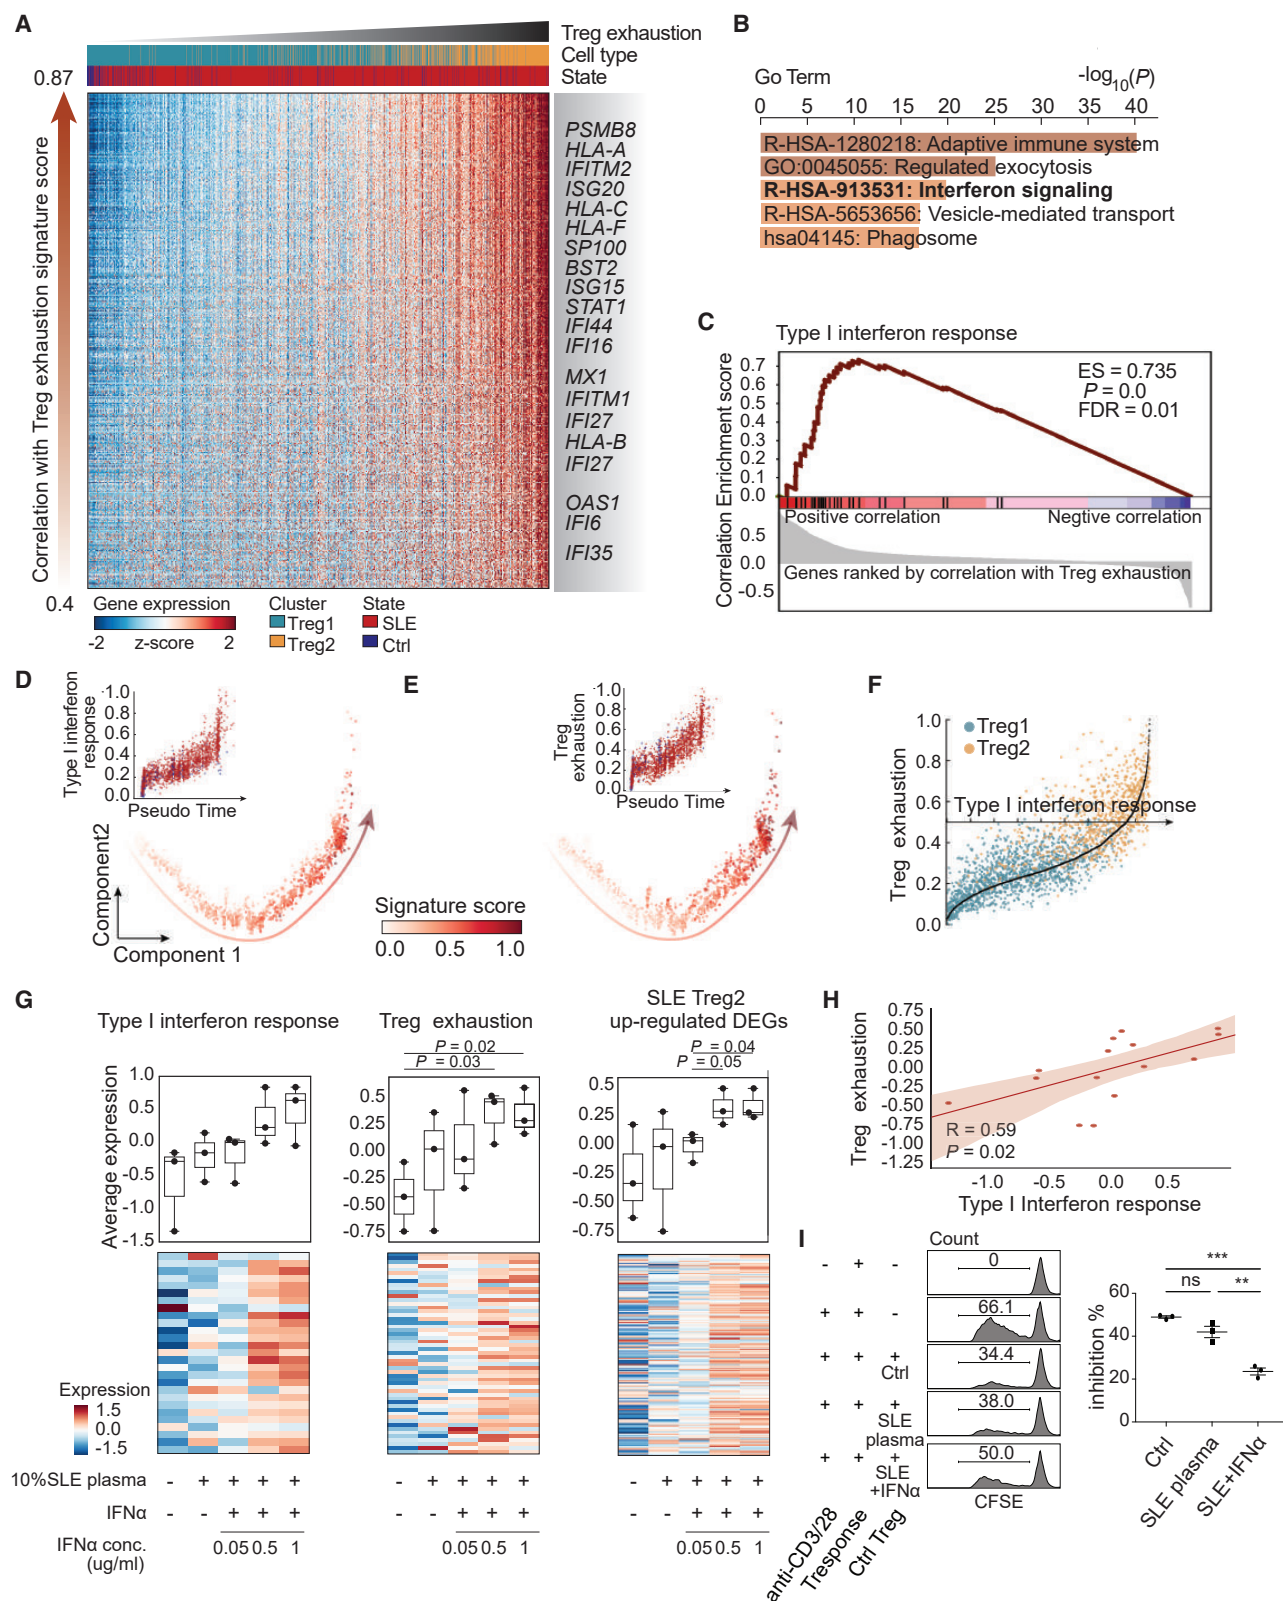 A
Treg exhaustion
Cell type
State
0.87
Correlation with Treg exhaustion signature score
0.4
PSMB8
HLA-A
IFITM2
ISG20
HLA-C
HLA-F
SP100
BST2
ISG15
STAT1
IFI44
IFI16
MX1
IFITM1
IFI27
HLA-B
IFI27
OAS1
IFI6
IFI35
Gene expression
-2 z-score 2
Cluster
Treg1
Treg2
State
SLE
Ctrl
B
Go Term -log10(P)
0 5 10 15 20 25 30 35 40
R-HSA-1280218: Adaptive immune system
GO:0045055: Regulated exocytosis
R-HSA-913531: Interferon signaling
R-HSA-5653656: Vesicle-mediated transport
hsa04145: Phagosome
C
Type I interferon response
Enrichment score
0.7
0.6
0.5
0.4
0.3
0.2
0.1
0.0
ES = 0.735
P = 0.0
FDR = 0.01
Positive correlation Negtive correlation
Correlation
0.5
0.0
-0.5
Genes ranked by correlation with Treg exhaustion
D
Type I interferon
response
1.0
0.8
0.6
0.4
0.2
0.0
Pseudo Time
Component2
Component 1
E
Treg
exhaustion
1.0
0.8
0.6
0.4
0.2
0.0
Pseudo Time
Signature score
0.0 0.5 1.0
F
Treg exhaustion
1.0
0.8
0.6
0.4
0.2
0.0
Treg1
Treg2
Type I interferon response
G
Type I interferon response
Average expression
1.0
0.5
0.0
-0.5
-1.0
-1.5
Treg exhaustion
P = 0.02
P = 0.03
0.5
0.25
0.00
-0.25
-0.50
-0.75
SLE Treg2
up-regulated DEGs
P = 0.04
P = 0.05
0.5
0.25
0.00
-0.25
-0.50
-0.75
Expression
1.5
0.0
-1.5
10%SLE plasma - + + + + - + + + + - + + + +
IFNα - - + + + - - + + + - - + + +
IFNα conc. 0.05 0.5 1 0.05 0.5 1 0.05 0.5 1
(ug/ml)
H
Treg exhaustion
0.75
0.50
0.25
0.00
-0.25
-0.50
-0.75
-1.00
-1.25
R = 0.59
P = 0.02
-1.0 -0.5 0.0 0.5
Type I Interferon response
I
Count
- + - 0
+ + - 66.1
+ + + 34.4
Ctrl
+ + + 38.0
SLE
plasma
+ + + 50.0
SLE
+IFNα
CFSE
anti-CD3/28
Tresponse
Ctrl Treg
***
ns **
inhibition %
60
40
20
0
Ctrl
SLE plasma
SLE+IFNα